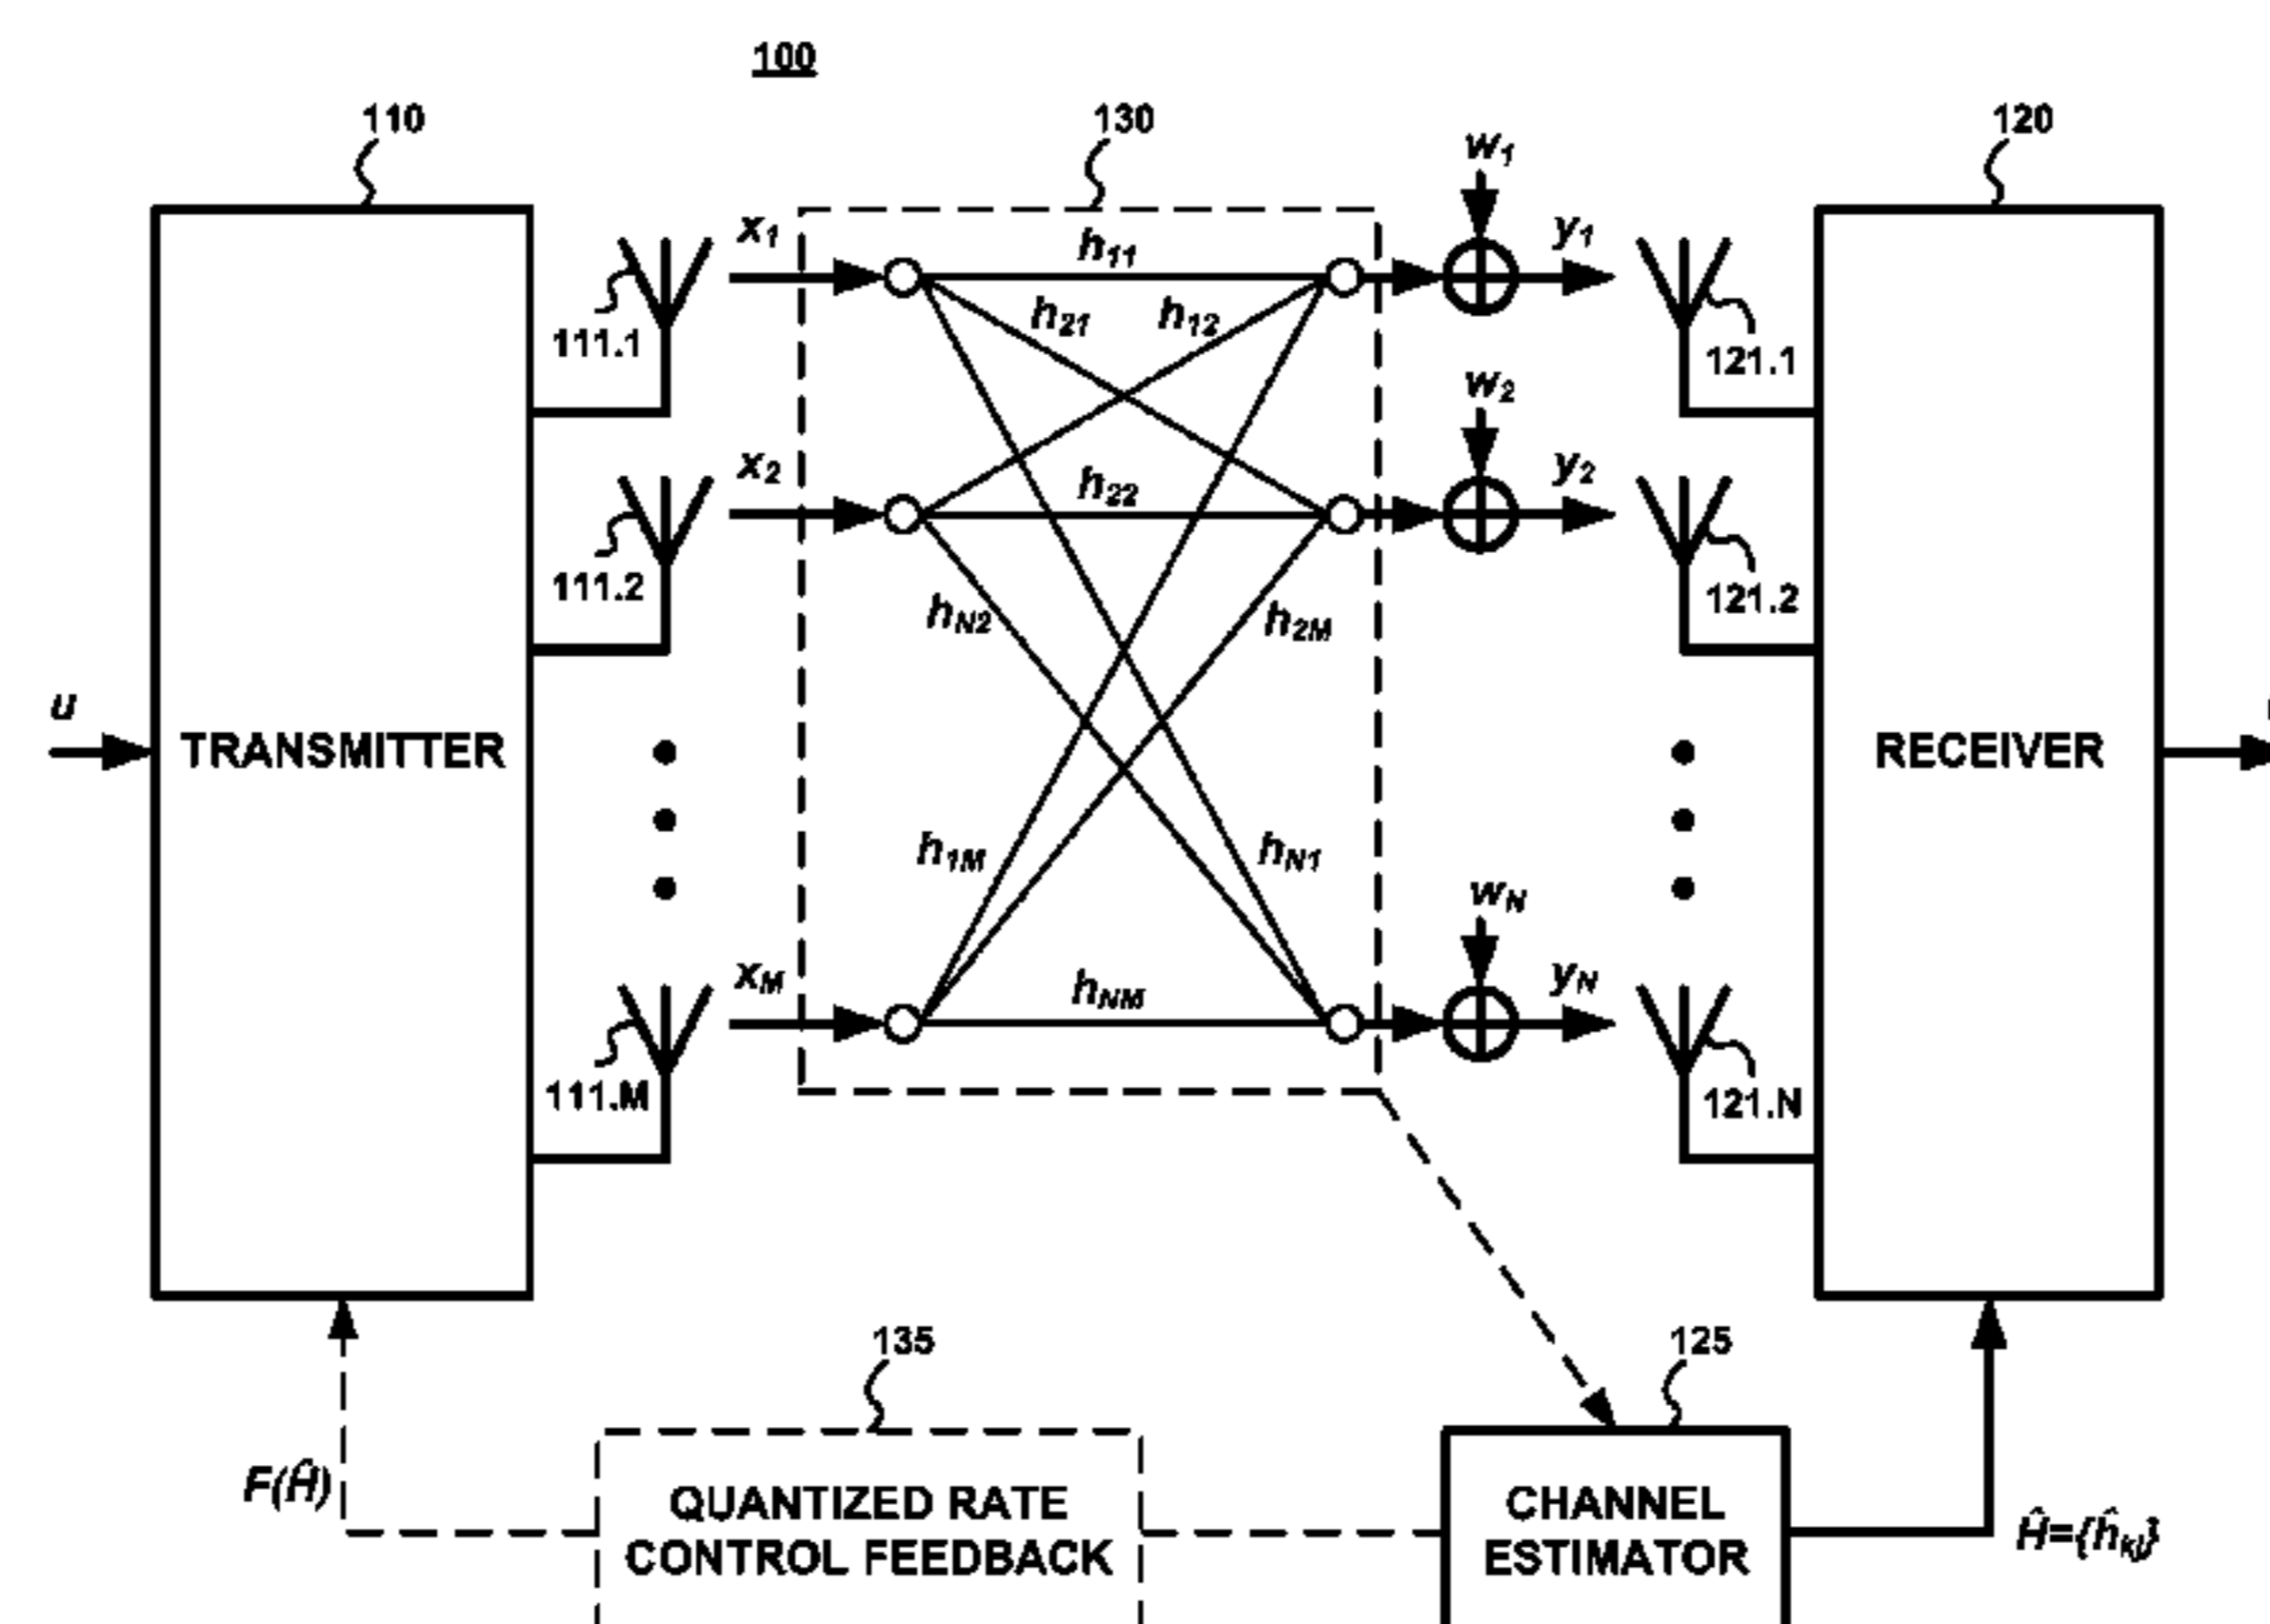 100
110
130
120
w1
x1
h11
y1
h21
h12
111.1
121.1
w2
x2
h22
y2
111.2
121.2
hN2
h2M
u
TRANSMITTER
RECEIVER
h1M
hN1
wN
xM
hNM
yN
111.M
121.N
135
125
F(Ĥ)
QUANTIZED RATE
CONTROL FEEDBACK
CHANNEL
ESTIMATOR
Ĥ={ĥkj}